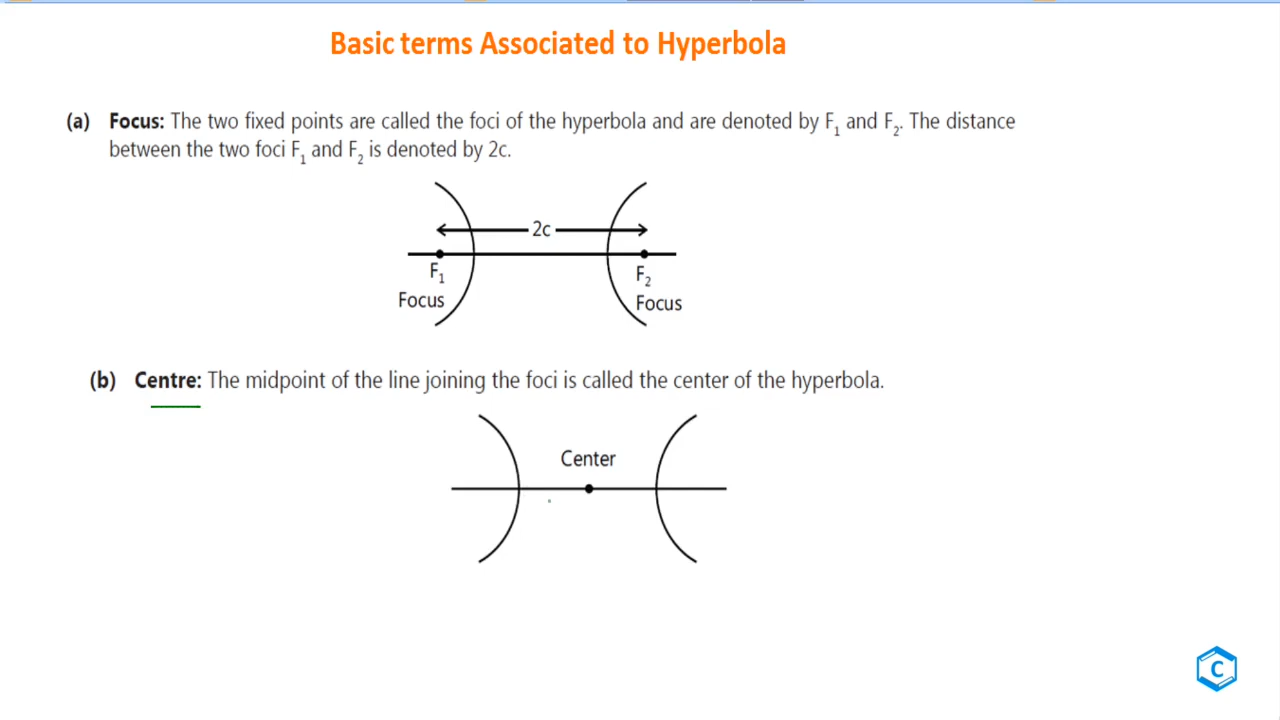 Basic terms Associated to Hyperbola
(a) Focus: The two fixed points are called the foci of the hyperbola and are denoted by F₁ and F₂. The distance
between the two foci F₁ and F₂ is denoted by 2c.
2c
F₁ F₂
Focus Focus
(b) Centre: The midpoint of the line joining the foci is called the center of the hyperbola.
Center
C